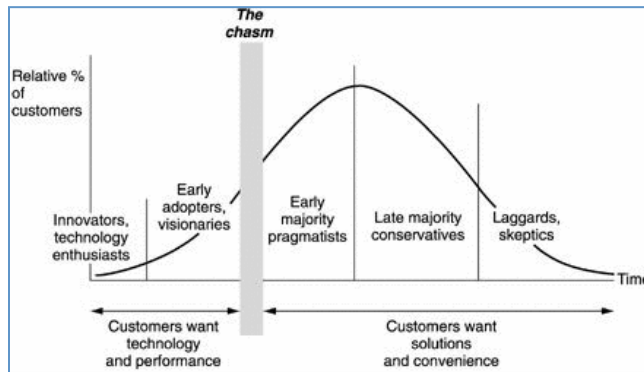 The
chasm
Relative %
of
customers
Innovators,
technology
enthusiasts
Early
adopters,
visionaries
Early
majority
pragmatists
Late majority
conservatives
Laggards,
skeptics
Time
Customers want
technology
and performance
Customers want
solutions
and convenience